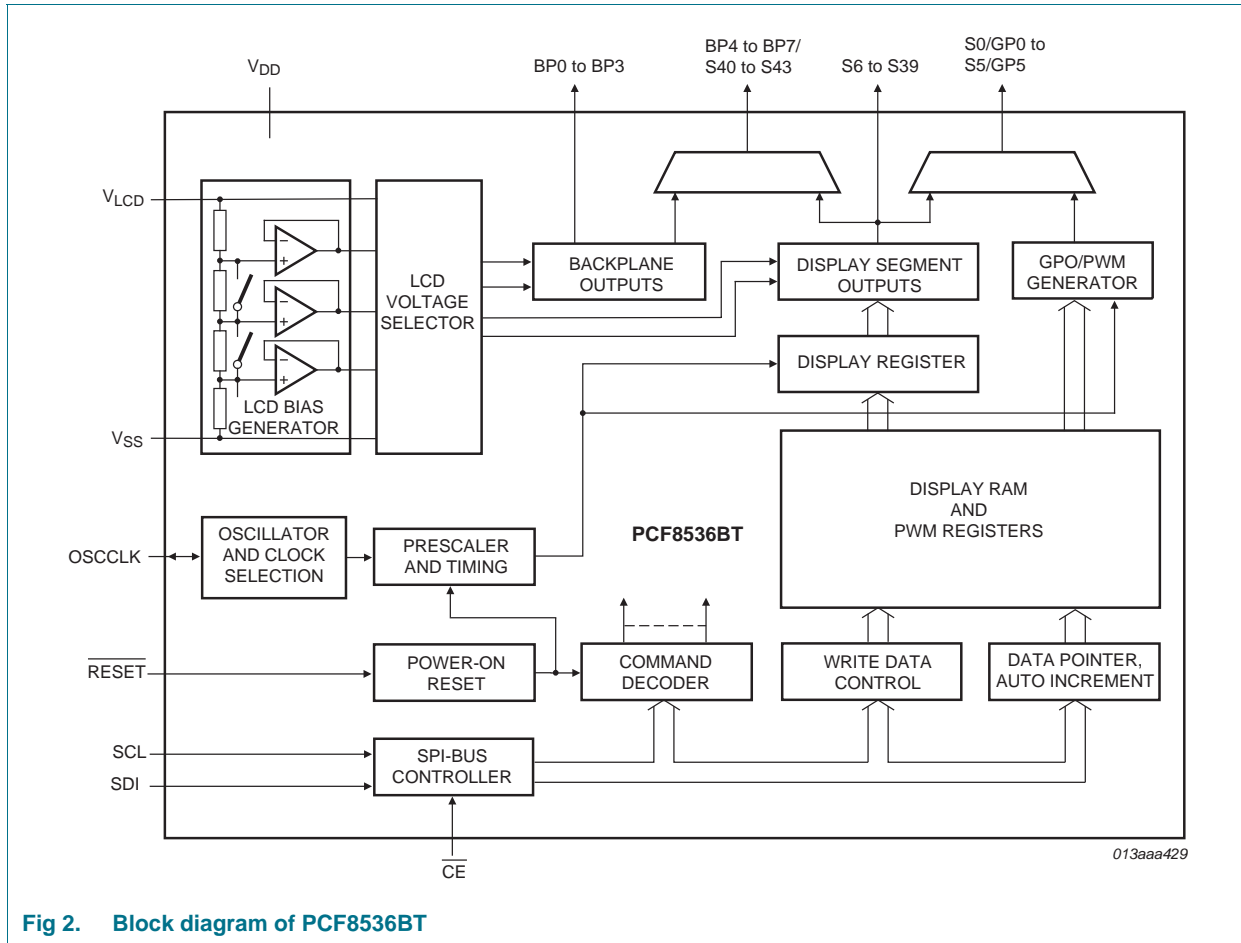 BP4 to BP7/
S40 to S43
S0/GP0 to
S5/GP5
VDD
BP0 to BP3
S6 to S39
VLCD
LCD
VOLTAGE
SELECTOR
BACKPLANE
OUTPUTS
DISPLAY SEGMENT
OUTPUTS
GPO/PWM
GENERATOR
DISPLAY REGISTER
−
+
−
+
−
+
LCD BIAS
GENERATOR
VSS
DISPLAY RAM
AND
PWM REGISTERS
OSCCLK
OSCILLATOR
AND CLOCK
SELECTION
PRESCALER
AND TIMING
PCF8536BT
RESET
POWER-ON
RESET
COMMAND
DECODER
WRITE DATA
CONTROL
DATA POINTER,
AUTO INCREMENT
SCL
SDI
SPI-BUS
CONTROLLER
CE
013aaa429
Fig 2. Block diagram of PCF8536BT